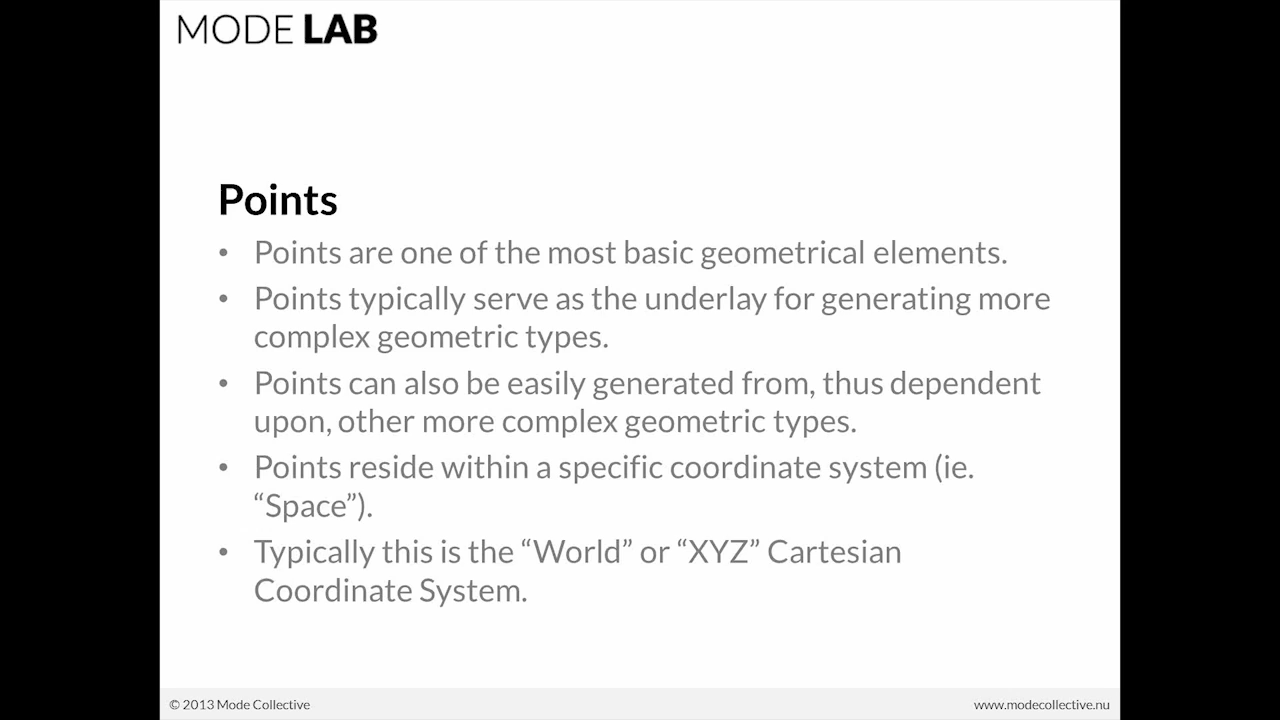 MODE LAB
Points
• Points are one of the most basic geometrical elements.
• Points typically serve as the underlay for generating more
complex geometric types.
• Points can also be easily generated from, thus dependent
upon, other more complex geometric types.
• Points reside within a specific coordinate system (ie.
“Space”).
• Typically this is the “World” or “XYZ” Cartesian
Coordinate System.
© 2013 Mode Collective
www.modecollective.nu